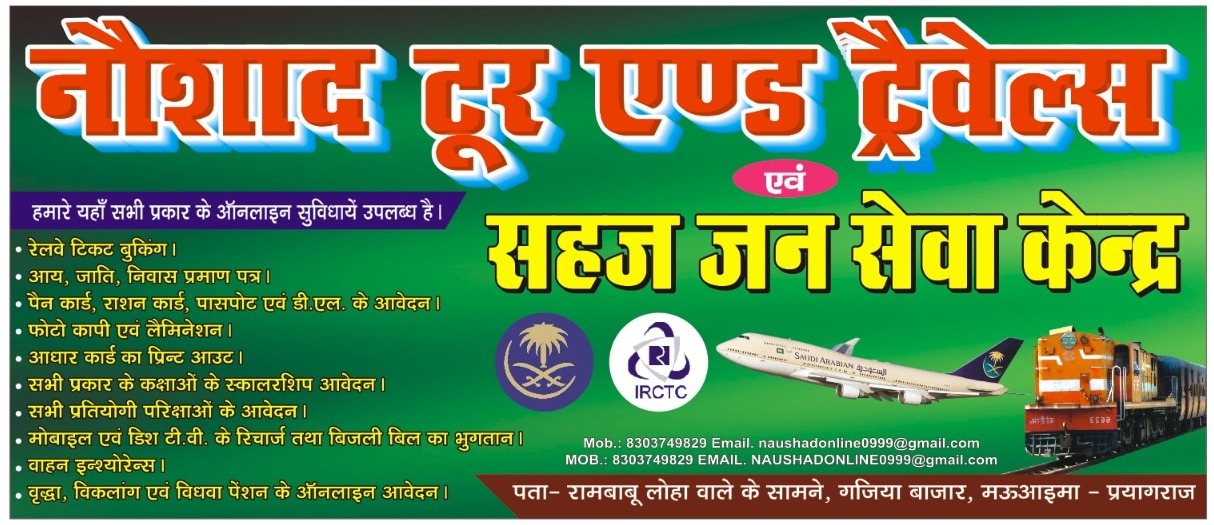 नौशाद टूर एण्ड ट्रैवेल्स
एवं
सहज जन सेवा केन्द्र
हमारे यहाँ सभी प्रकार के ऑनलाइन सुविधायें उपलब्ध है।
• रेलवे टिकट बुकिंग।
• आय, जाति, निवास प्रमाण पत्र।
• पैन कार्ड, राशन कार्ड, पासपोट एवं डी.एल. के आवेदन।
• फोटो कापी एवं लैमिनेशन।
• आधार कार्ड का प्रिन्ट आउट।
• सभी प्रकार के कक्षाओं के स्कालरशिप आवेदन।
• सभी प्रतियोगी परिक्षाओं के आवेदन।
• मोबाइल एवं डिश टी.वी. के रिचार्ज तथा बिजली बिल का भुगतान।
• वाहन इन्श्योरेन्स।
• वृद्धा, विकलांग एवं विधवा पेंशन के ऑनलाइन आवेदन।
IRCTC
SAUDI ARABIAN السعودية
Mob.: 8303749829 Email. naushadonline0999@gmail.com
MOB.: 8303749829 EMAIL. NAUSHADONLINE0999@gmail.com
पता- रामबाबू लोहा वाले के सामने, गजिया बाजार, मऊआइमा - प्रयागराज